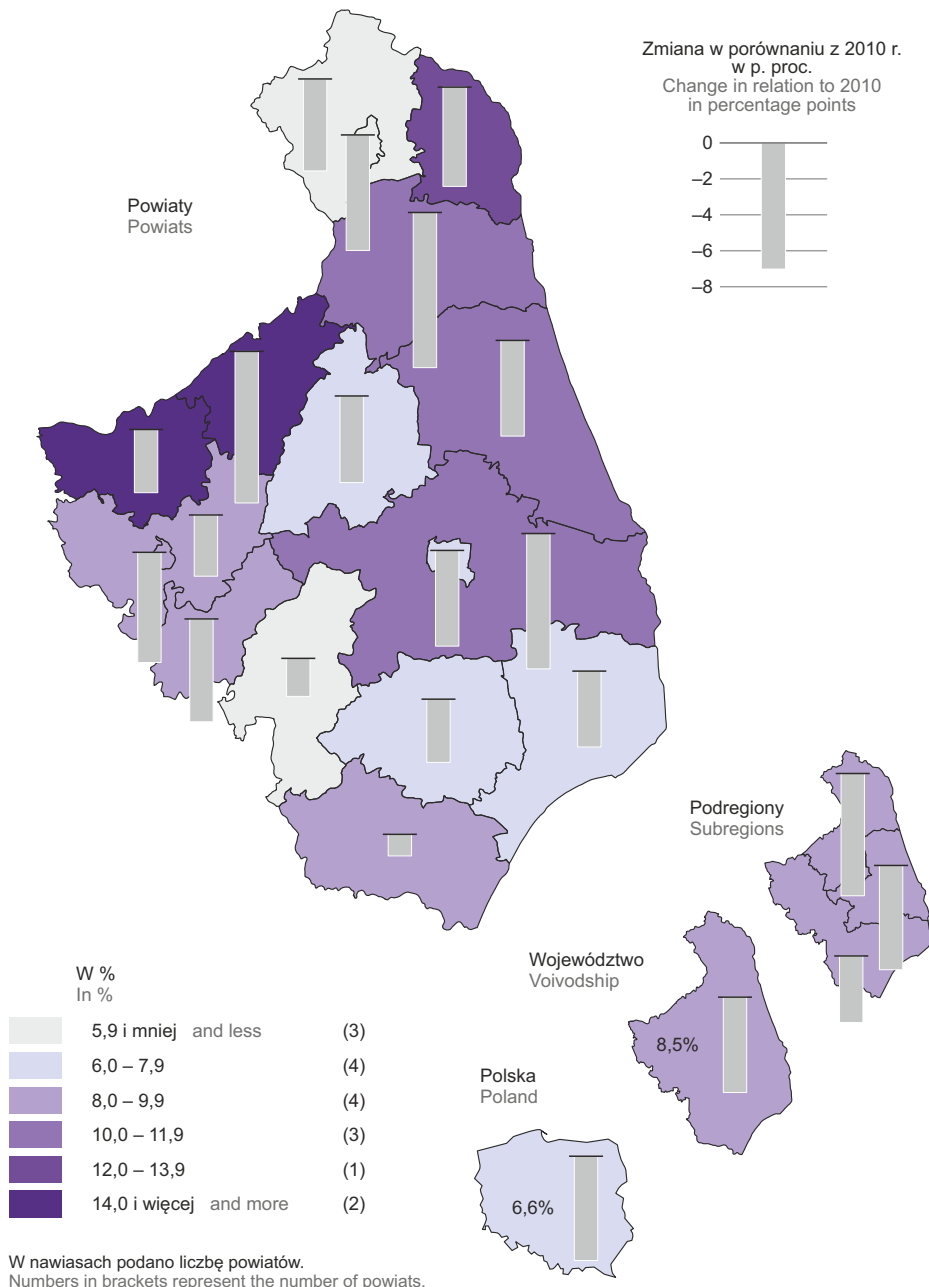 Zmiana w porównaniu z 2010 r.
w p. proc.
Change in relation to 2010
in percentage points
0
–2
–4
–6
–8
Powiaty
Powiats
Podregiony
Subregions
Województwo
Voivodship
8,5%
Polska
Poland
6,6%
W %
In %
5,9 i mniej and less (3)
6,0 – 7,9 (4)
8,0 – 9,9 (4)
10,0 – 11,9 (3)
12,0 – 13,9 (1)
14,0 i więcej and more (2)
W nawiasach podano liczbę powiatów.
Numbers in brackets represent the number of powiats.